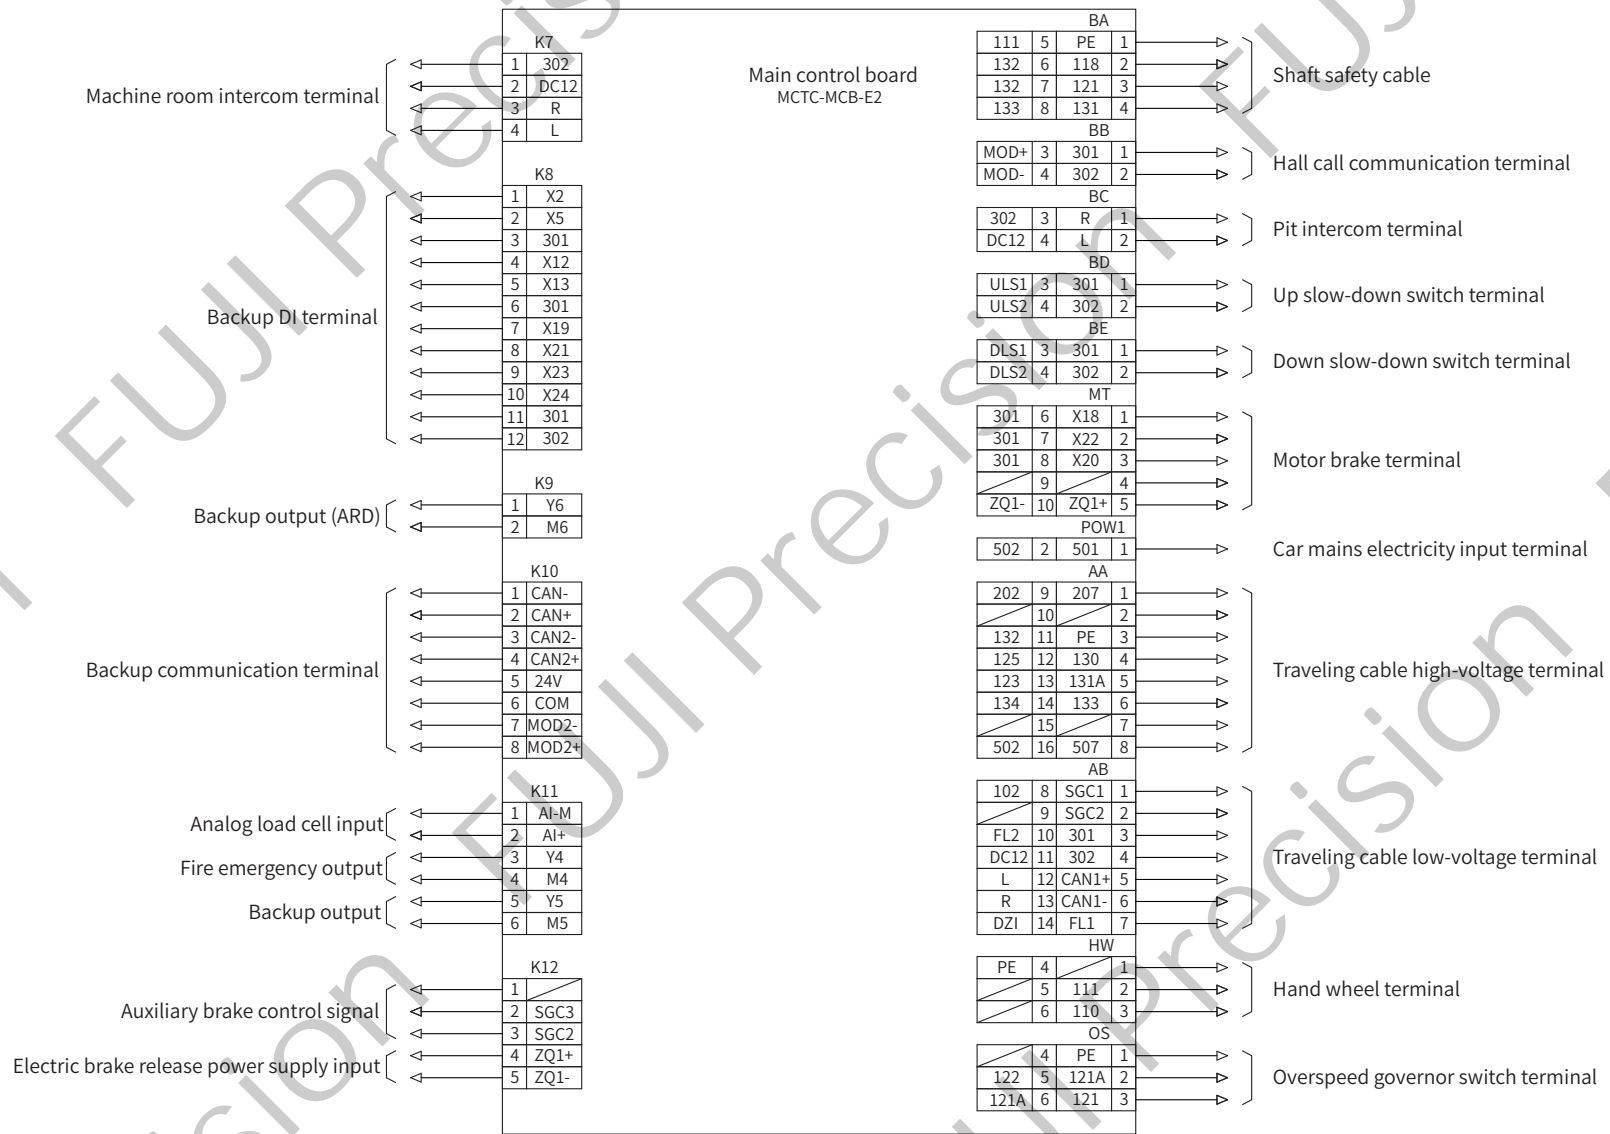 Main control board
MCTC-MCB-E2
K7
1 302
2 DC12
3 R
4 L
Machine room intercom terminal
K8
1 X2
2 X5
3 301
4 X12
5 X13
6 301
7 X19
8 X21
9 X23
10 X24
11 301
12 302
Backup DI terminal
K9
1 Y6
2 M6
Backup output (ARD)
K10
1 CAN-
2 CAN+
3 CAN2-
4 CAN2+
5 24V
6 COM
7 MOD2-
8 MOD2+
Backup communication terminal
K11
1 AI-M
2 AI+
3 Y4
4 M4
5 Y5
6 M5
Analog load cell input
Fire emergency output
Backup output
K12
1
2 SGC3
3 SGC2
4 ZQ1+
5 ZQ1-
Auxiliary brake control signal
Electric brake release power supply input
BA
111 5 PE 1
132 6 118 2
132 7 121 3
133 8 131 4
Shaft safety cable
BB
MOD+ 3 301 1
MOD- 4 302 2
Hall call communication terminal
BC
302 3 R 1
DC12 4 L 2
Pit intercom terminal
BD
ULS1 3 301 1
ULS2 4 302 2
Up slow-down switch terminal
BE
DLS1 3 301 1
DLS2 4 302 2
Down slow-down switch terminal
MT
301 6 X18 1
301 7 X22 2
301 8 X20 3
9 4
ZQ1- 10 ZQ1+ 5
Motor brake terminal
POW1
502 2 501 1
Car mains electricity input terminal
AA
202 9 207 1
10 2
132 11 PE 3
125 12 130 4
123 13 131A 5
134 14 133 6
15 7
502 16 507 8
Traveling cable high-voltage terminal
AB
102 8 SGC1 1
9 SGC2 2
FL2 10 301 3
DC12 11 302 4
L 12 CAN1+ 5
R 13 CAN1- 6
DZI 14 FL1 7
Traveling cable low-voltage terminal
HW
PE 4 1
5 111 2
6 110 3
Hand wheel terminal
OS
4 PE 1
122 5 121A 2
121A 6 121 3
Overspeed governor switch terminal
FUJI Precision
FUJI Precision
FUJI Precision